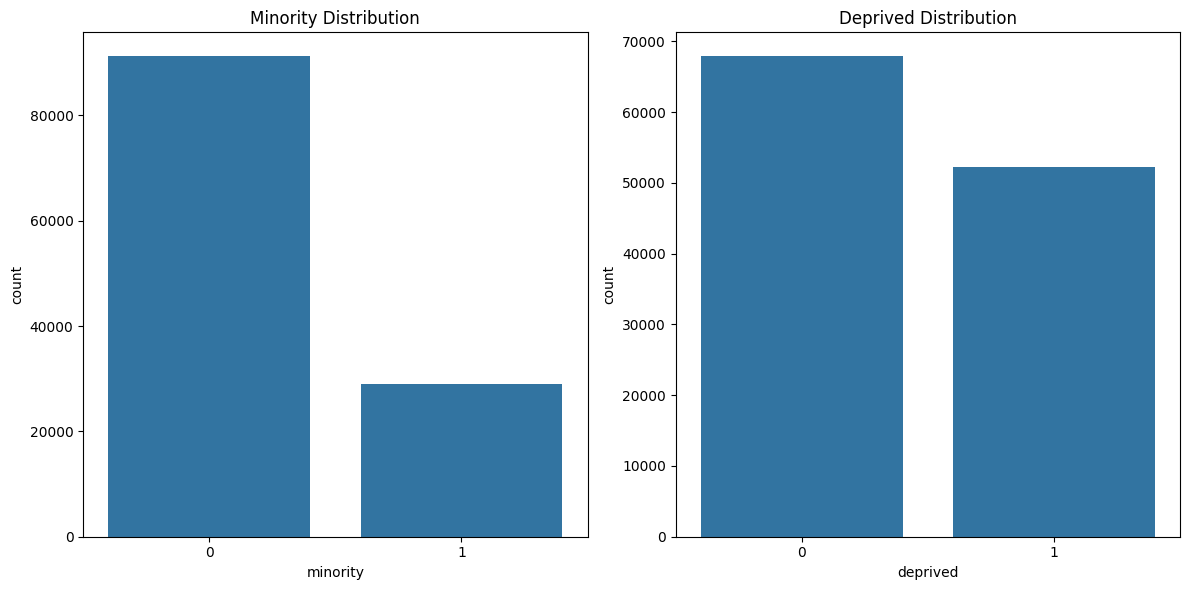 Minority Distribution
80000
60000
40000
20000
0
count
0 1
minority
Deprived Distribution
70000
60000
50000
40000
30000
20000
10000
0
count
0 1
deprived